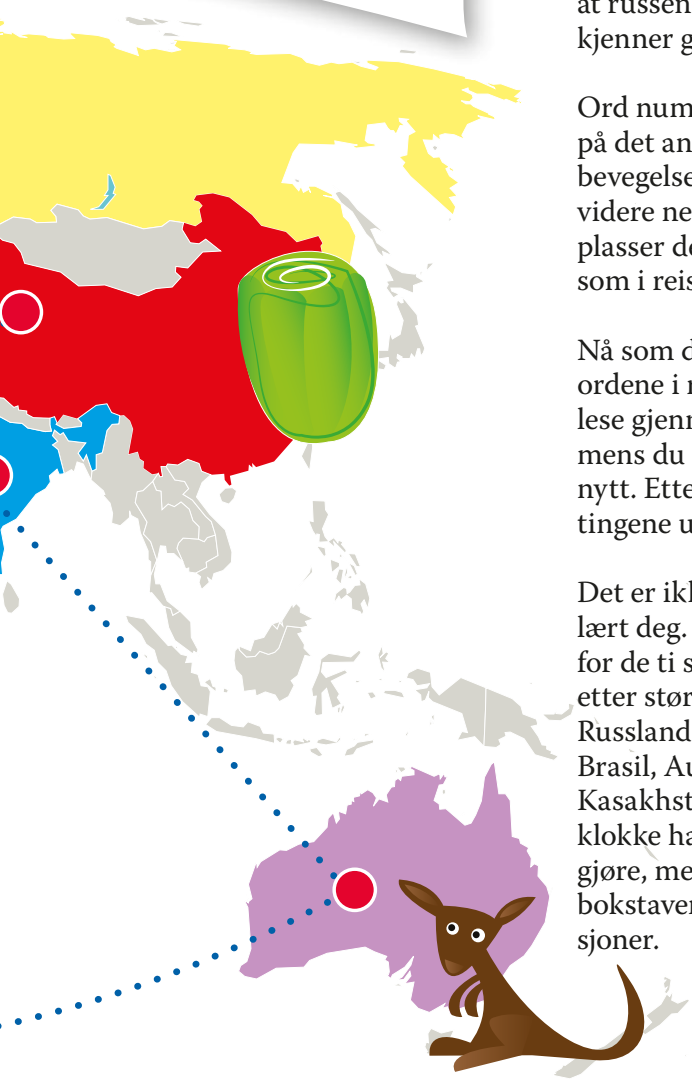 at russen
kjenner g
Ord num
på det an
bevegelse
videre ne
plasser de
som i reis
Nå som d
ordene i
lese gjenn
mens du
nytt. Ette
tingene u
Det er ikk
lært deg.
for de ti s
etter stør
Russland
Brasil, Au
Kasakhst
klokke ha
gjøre, me
bokstaver
sjoner.